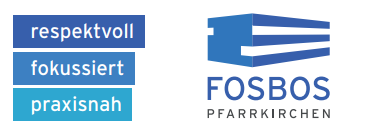 respektvoll
fokussiert
praxisnah
FOSBOS
PFARRKIRCHEN